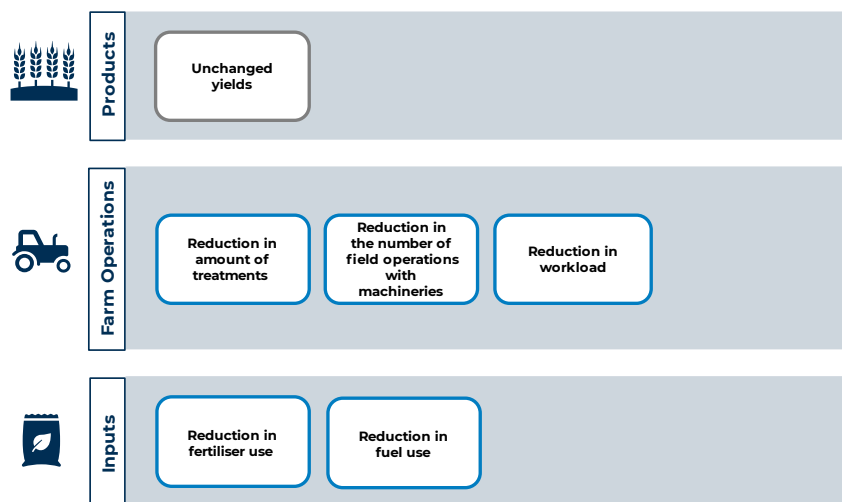 Products
Unchanged
yields
Farm Operations
Reduction in
amount of
treatments
Reduction in
the number of
field operations
with
machineries
Reduction in
workload
Inputs
Reduction in
fertiliser use
Reduction in
fuel use